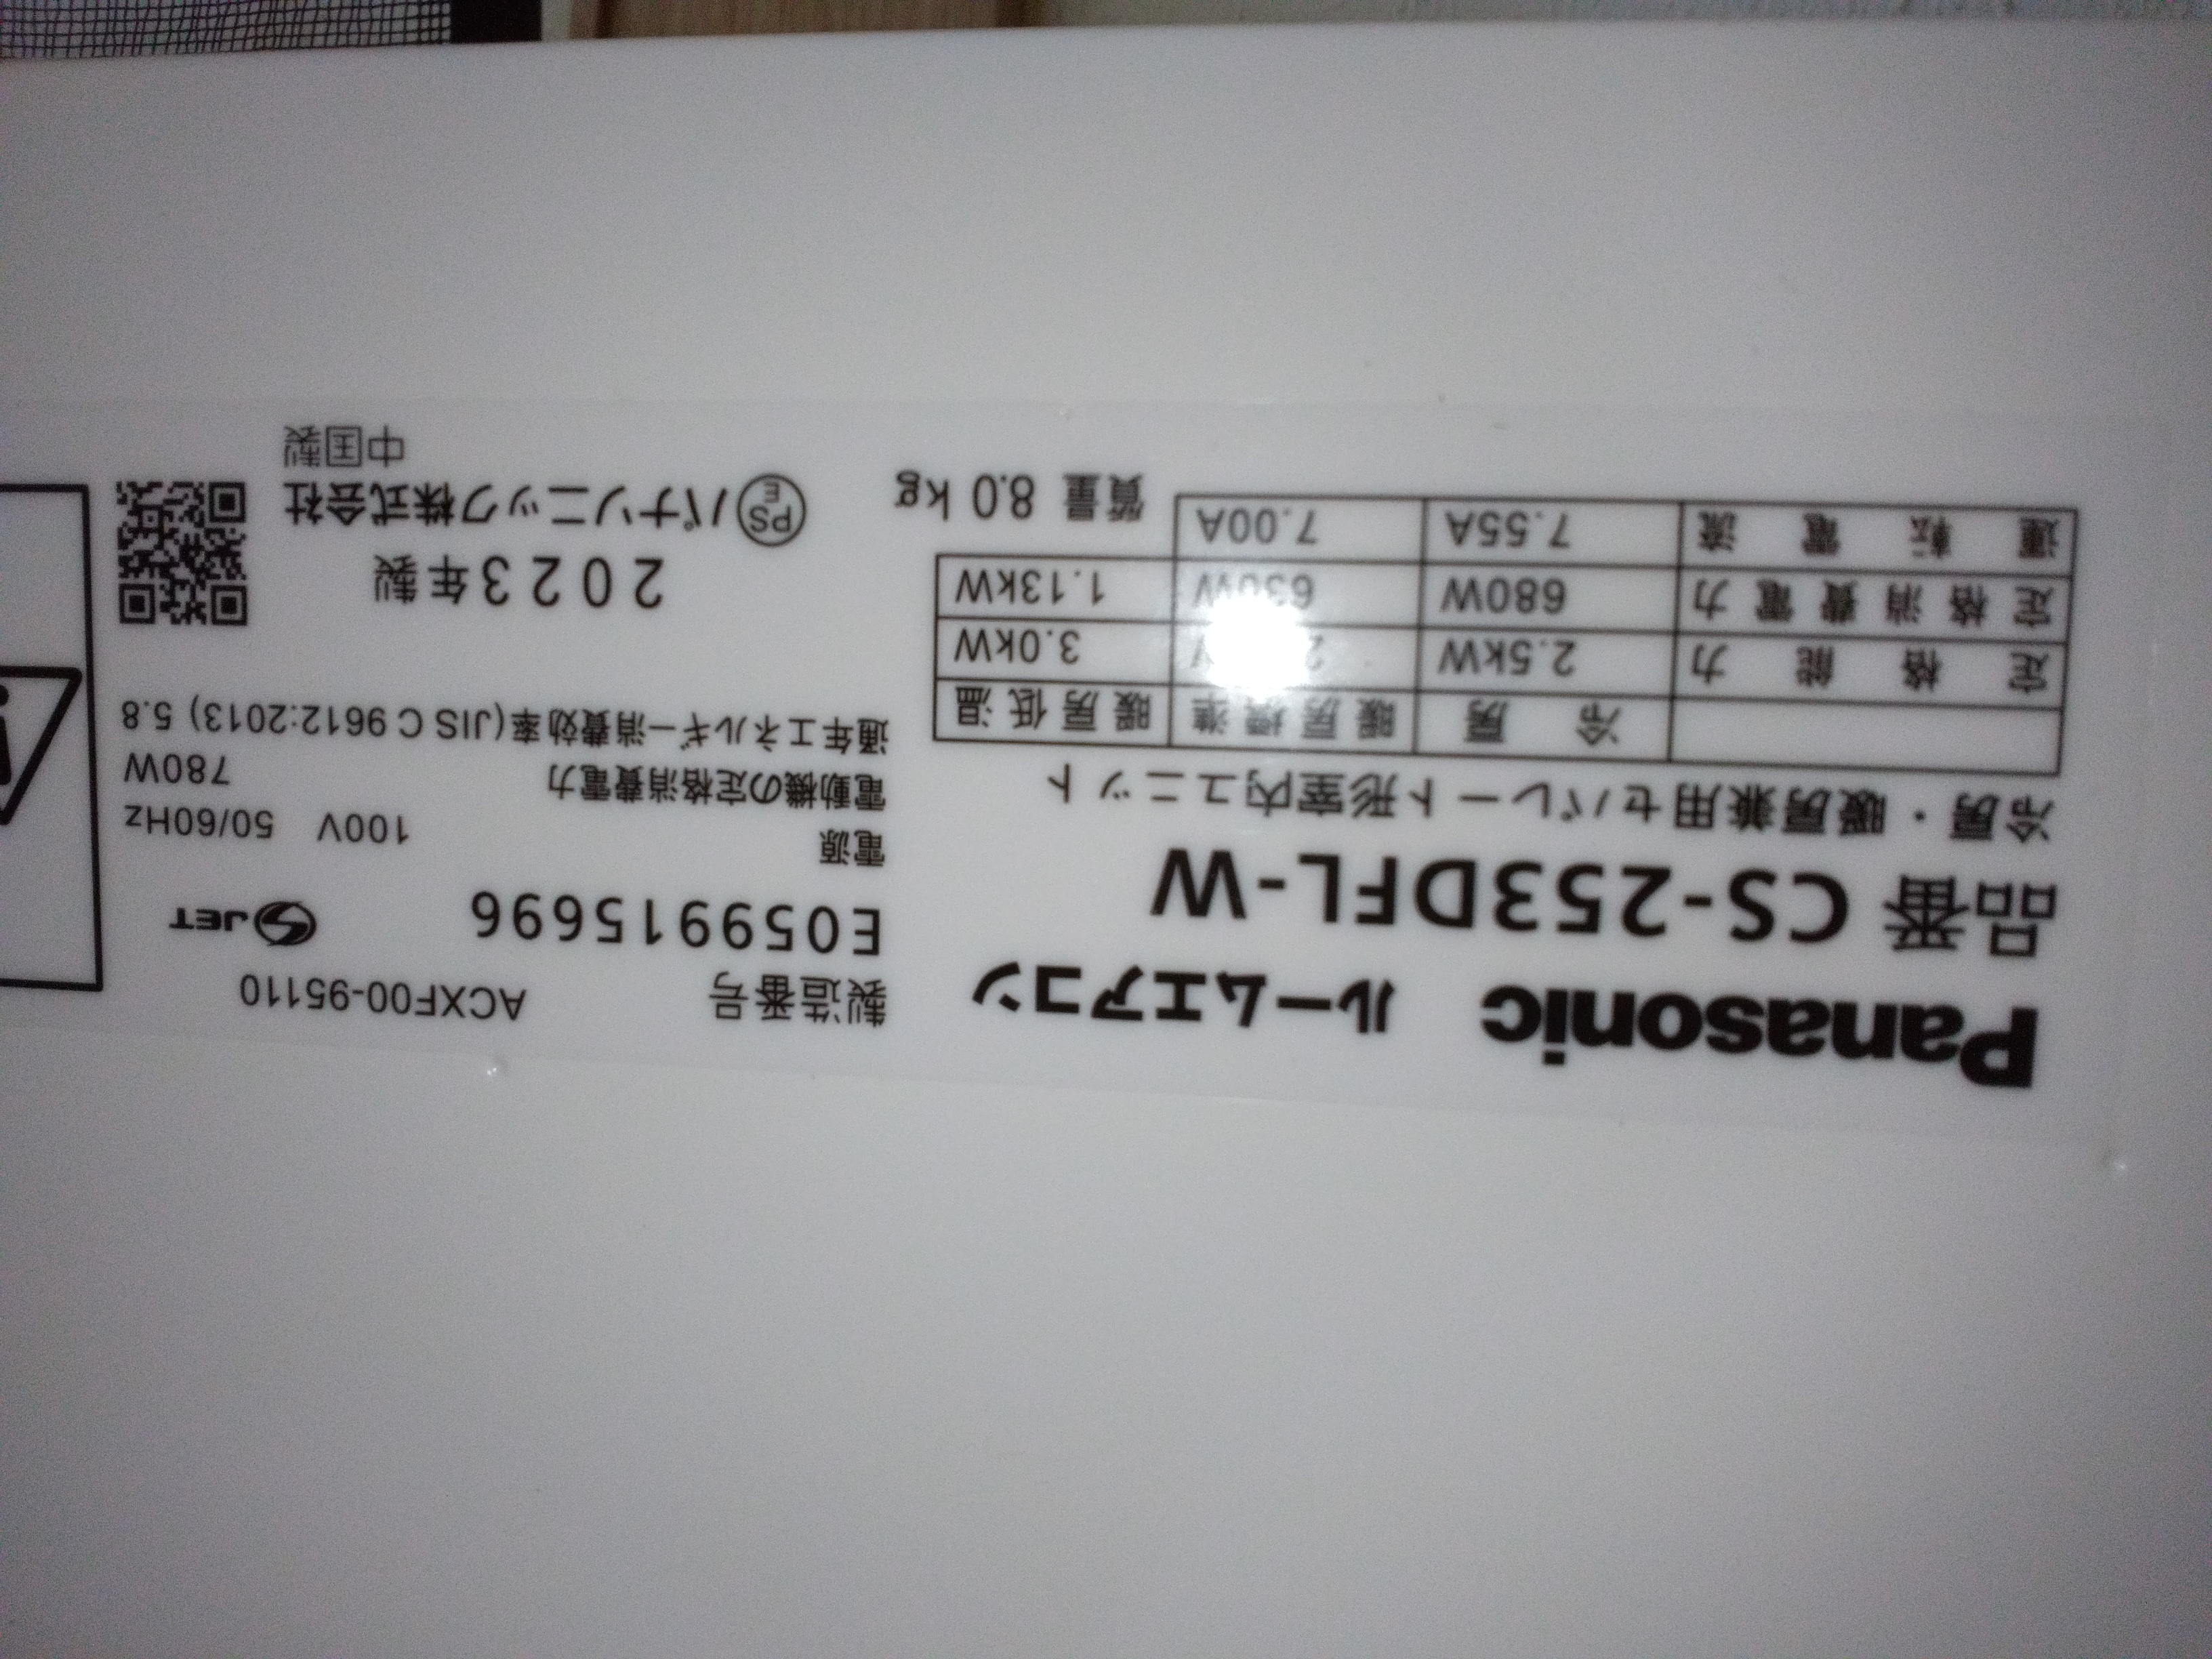 Panasonic ルームエアコン
品番 CS-253DFL-W
冷房・暖房兼用セパレート形室内ユニット
冷房 暖房標準 暖房低温
定格能力 2.5kW 3.0kW
定格消費電力 680W 630W 1.13kW
運転電流 7.55A 7.00A
質量 8.0 kg
製造番号 ACXF00-95110
E059915696 JET
電源 100V 50/60Hz
電動機の定格消費電力 780W
通年エネルギー消費効率(JIS C 9612:2013) 5.8
2023年製
PS E パナソニック株式会社
中国製